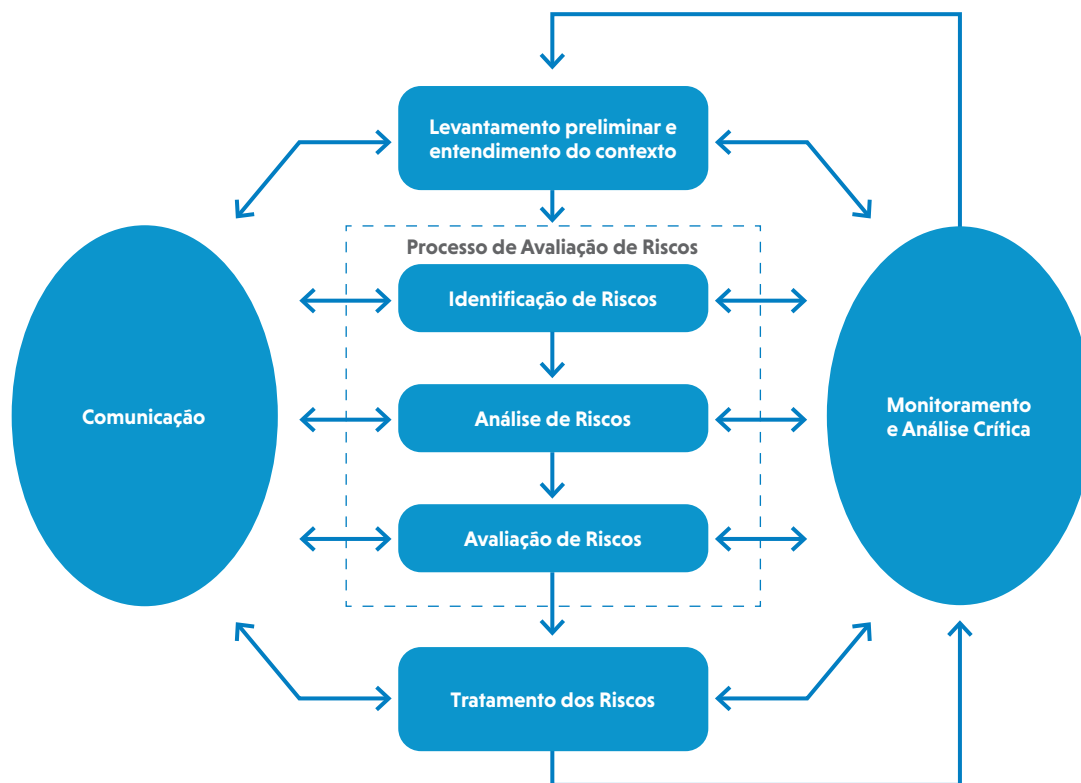 Levantamento preliminar e
entendimento do contexto
Processo de Avaliação de Riscos
Identificação de Riscos
Comunicação
Análise de Riscos
Monitoramento
e Análise Crítica
Avaliação de Riscos
Tratamento dos Riscos